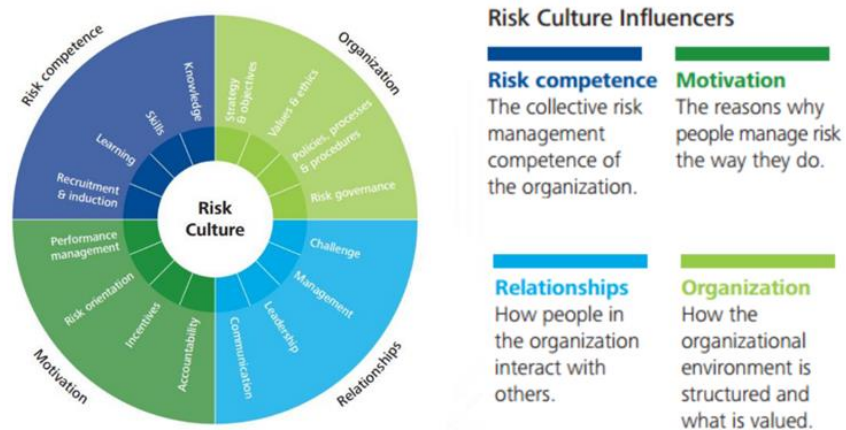 Risk competence
Knowledge
Skills
Learning
Recruitment
& induction
Organization
Strategy
& objectives
Values & ethics
Policies, processes
& procedures
Risk governance
Risk
Culture
Performance
management
Risk orientation
Incentives
Accountability
Motivation
Challenge
Management
Leadership
Communication
Relationships
Risk Culture Influencers
Risk competence
The collective risk
management
competence of
the organization.
Motivation
The reasons why
people manage risk
the way they do.
Relationships
How people in
the organization
interact with
others.
Organization
How the
organizational
environment is
structured and
what is valued.